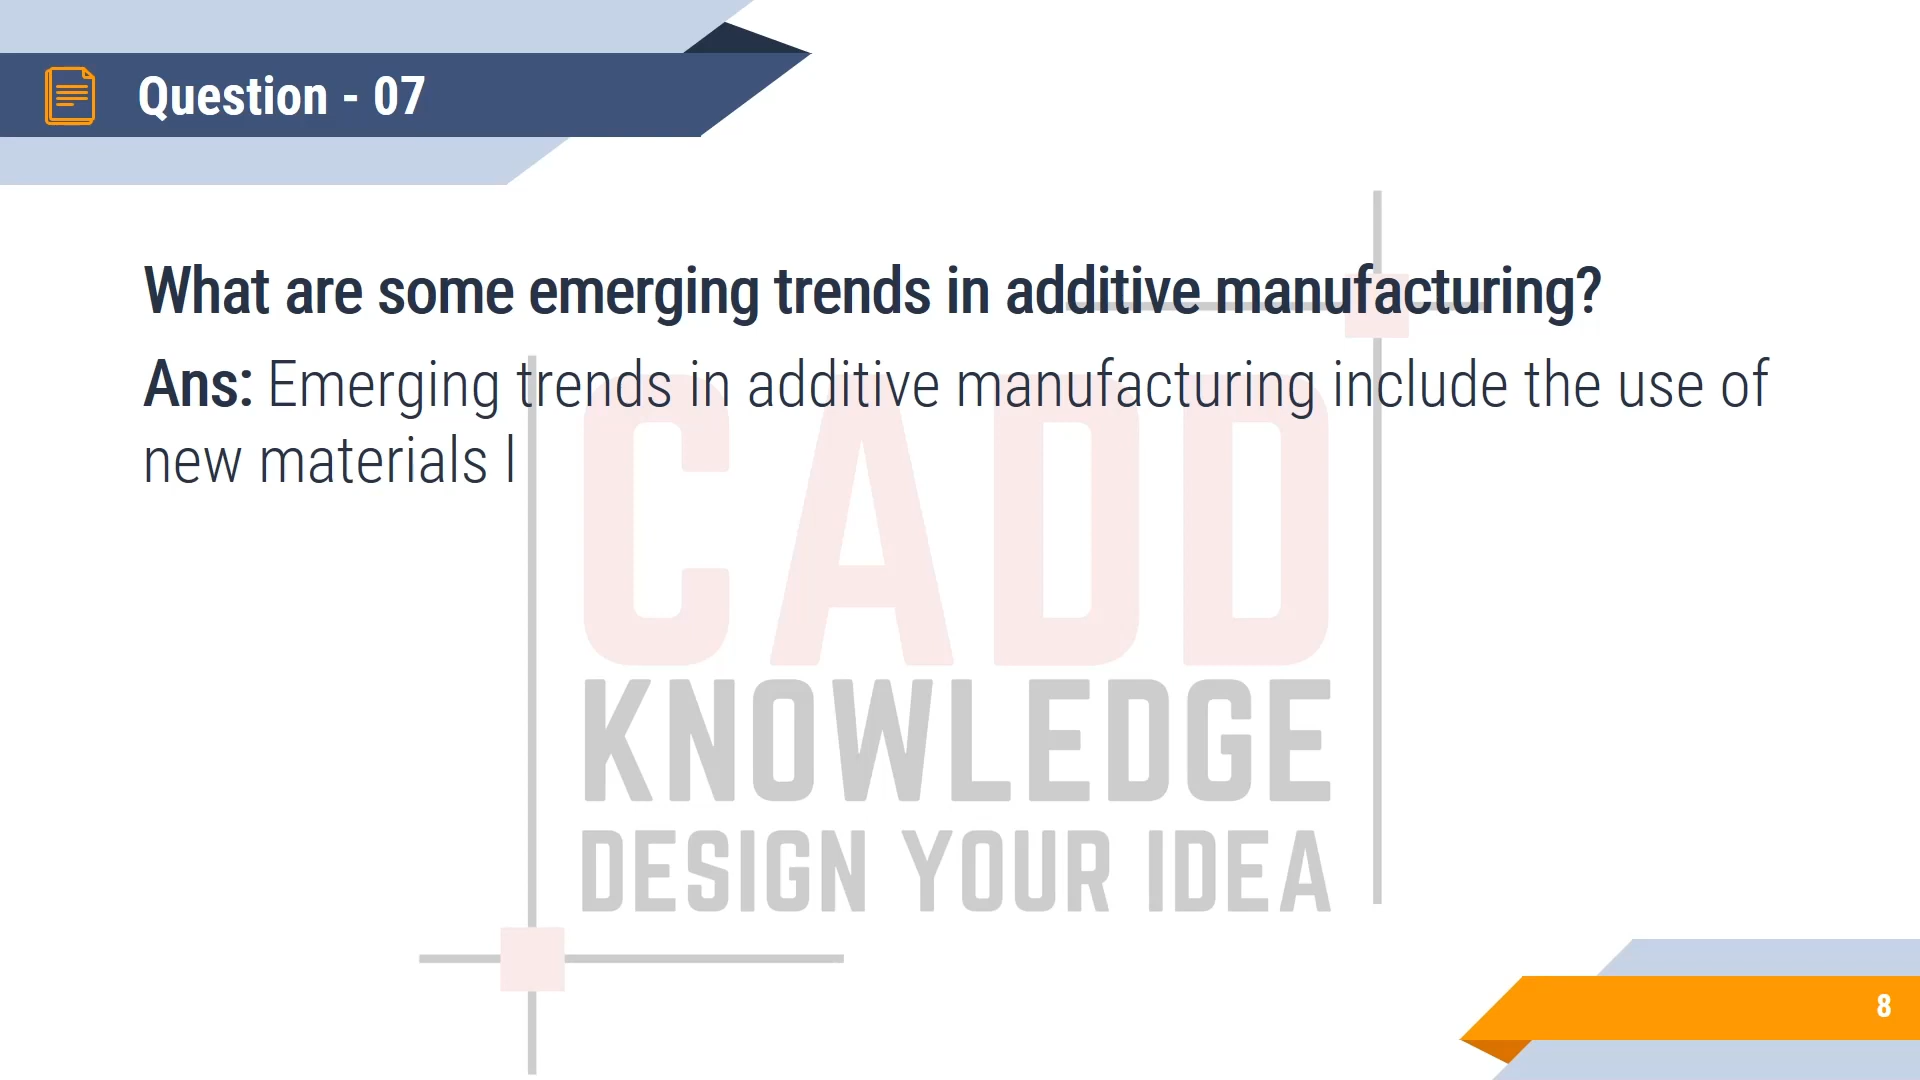 Question - 07
What are some emerging trends in additive manufacturing?
Ans: Emerging trends in additive manufacturing include the use of
new materials l
CADD
KNOWLEDGE
DESIGN YOUR IDEA
8